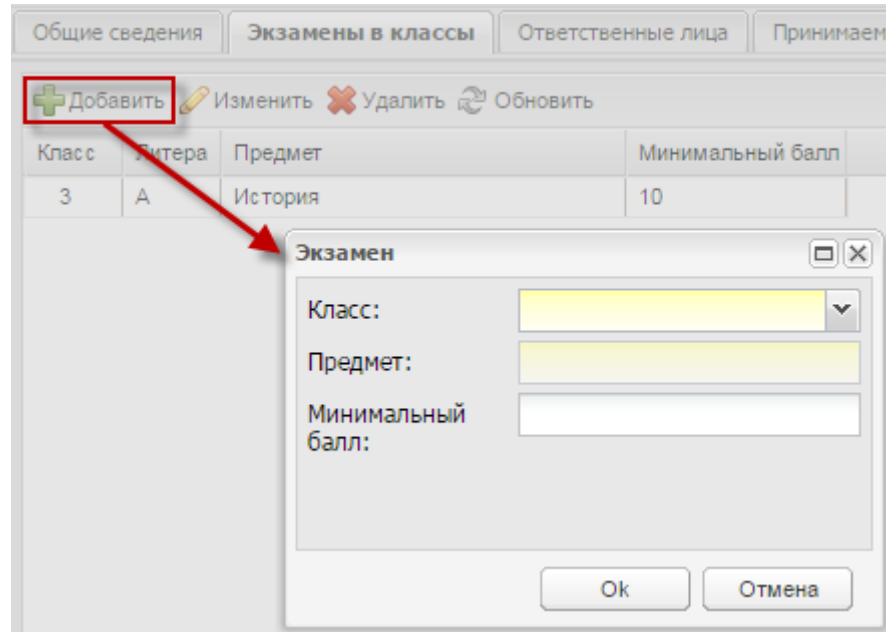 Общие сведения Экзамены в классы Ответственные лица Принимаем
Добавить Изменить Удалить Обновить
Класс Литера Предмет Минимальный балл
3 А История 10
Экзамен
Класс:
Предмет:
Минимальный
балл:
Ok Отмена